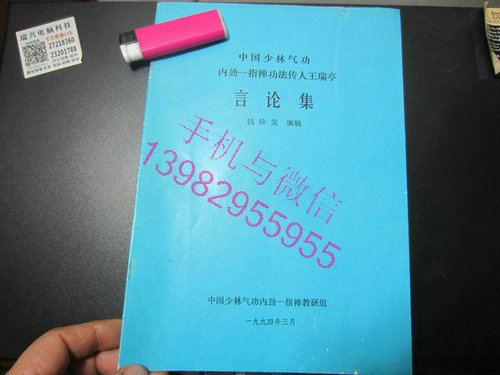 瑞兴电脑科技
27218360
23201788
中国少林气功
内劲一指禅功法传人王瑞亭
言论集
钱珍发 编辑
手机与微信
13982955955
中国少林气功内劲一指禅教研组
一九九四年三月